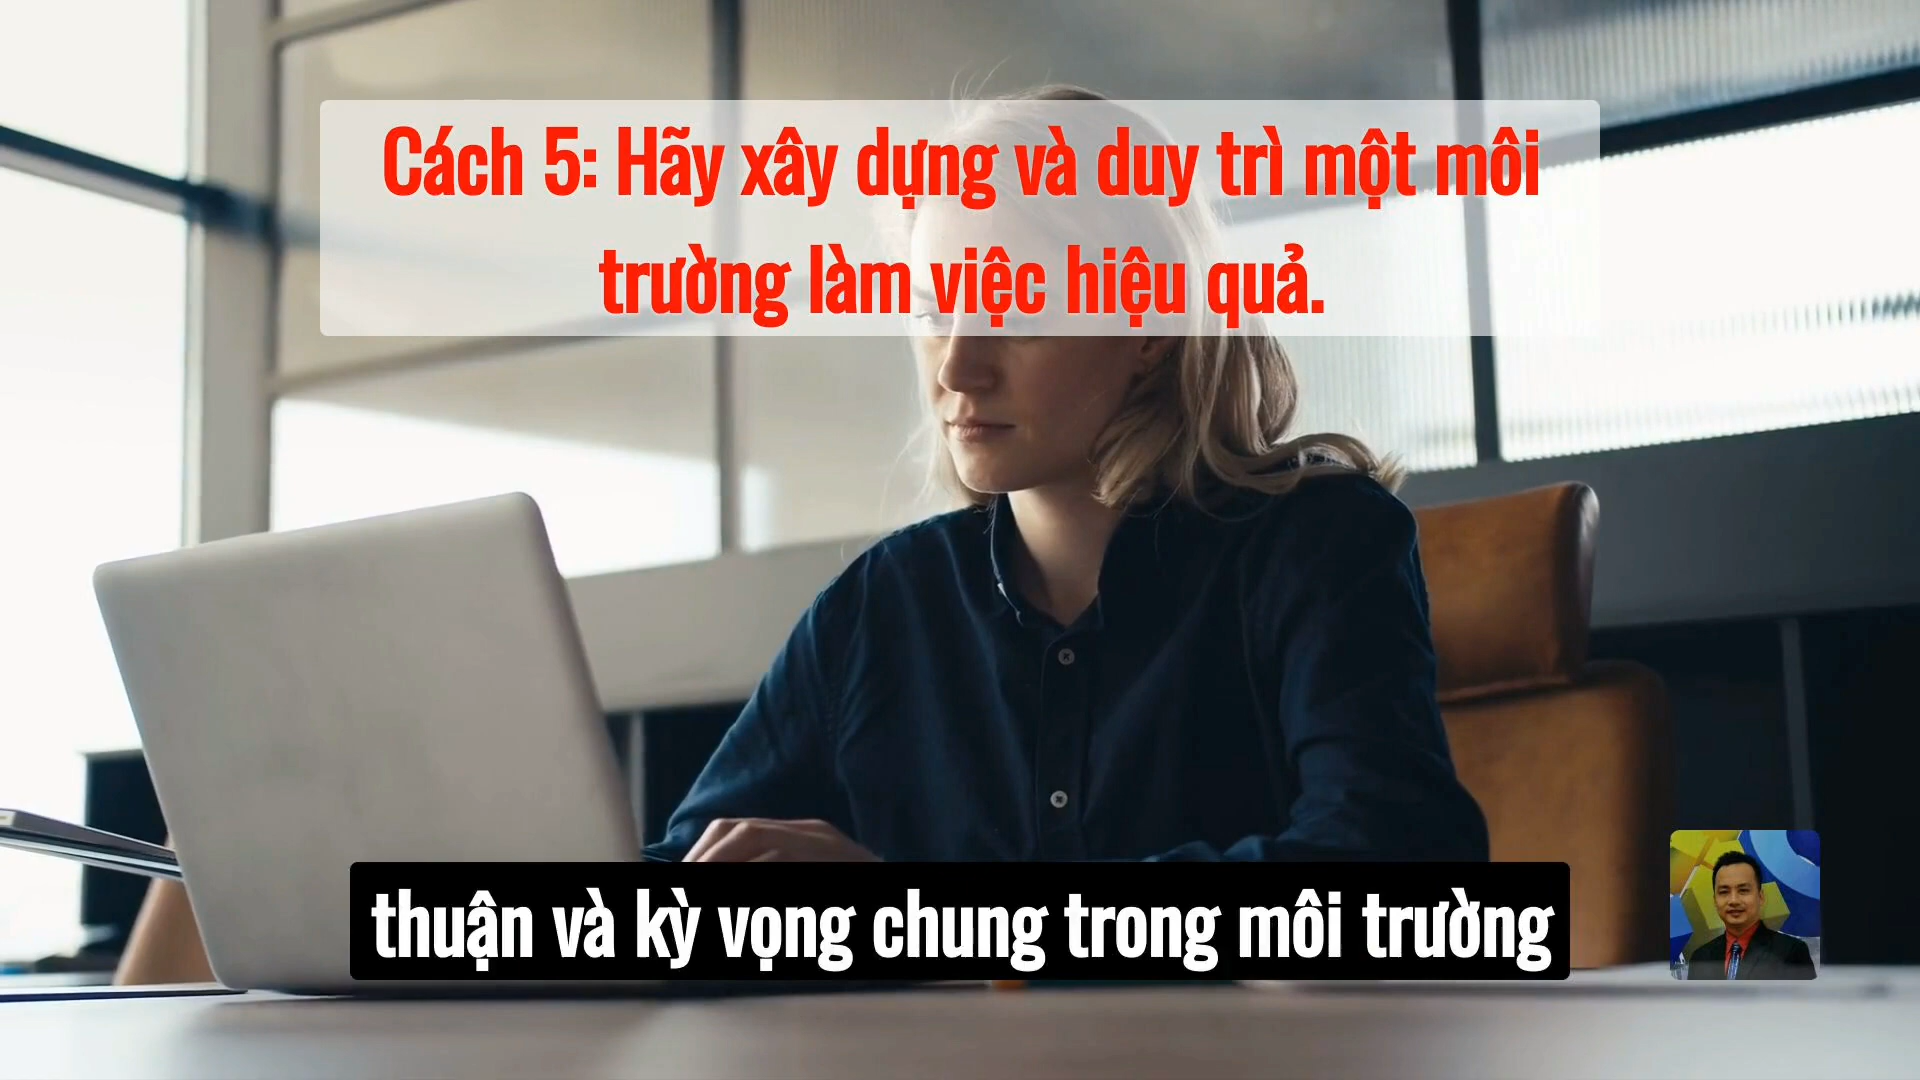 Cách 5: Hãy xây dựng và duy trì một môi
trường làm việc hiệu quả.
thuận và kỳ vọng chung trong môi trường